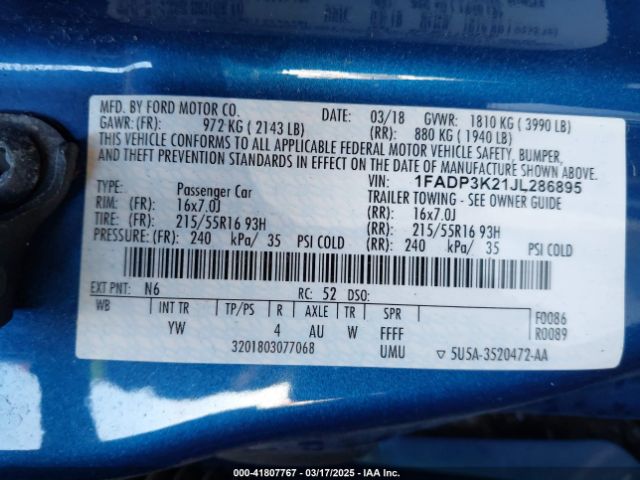 MFD. BY FORD MOTOR CO. DATE: 03/18 GVWR: 1810 KG ( 3990 LB)
GAWR:(FR): 972 KG ( 2143 LB) (RR): 880 KG ( 1940 LB)
THIS VEHICLE CONFORMS TO ALL APPLICABLE FEDERAL MOTOR VEHICLE SAFETY, BUMPER,
AND THEFT PREVENTION STANDARDS IN EFFECT ON THE DATE OF MANUFACTURE SHOWN ABOVE.
VIN: 1FADP3K21JL286895
TYPE: Passenger Car TRAILER TOWING - SEE OWNER GUIDE
RIM: (FR): 16x7.0J (RR): 16x7.0J
TIRE: (FR): 215/55R16 93H (RR): 215/55R16 93H
PRESSURE: (FR): 240 kPa/ 35 PSI COLD (RR): 240 kPa/ 35 PSI COLD
EXT PNT: N6 RC: 52 DSO:
WB INT TR TP/PS R AXLE TR SPR F0086
YW 4 AU W FFFF R0089
3201803077068 UMU ▽ 5U5A-3520472-AA
000-41807767 — 03/17/2025 — IAA Inc.